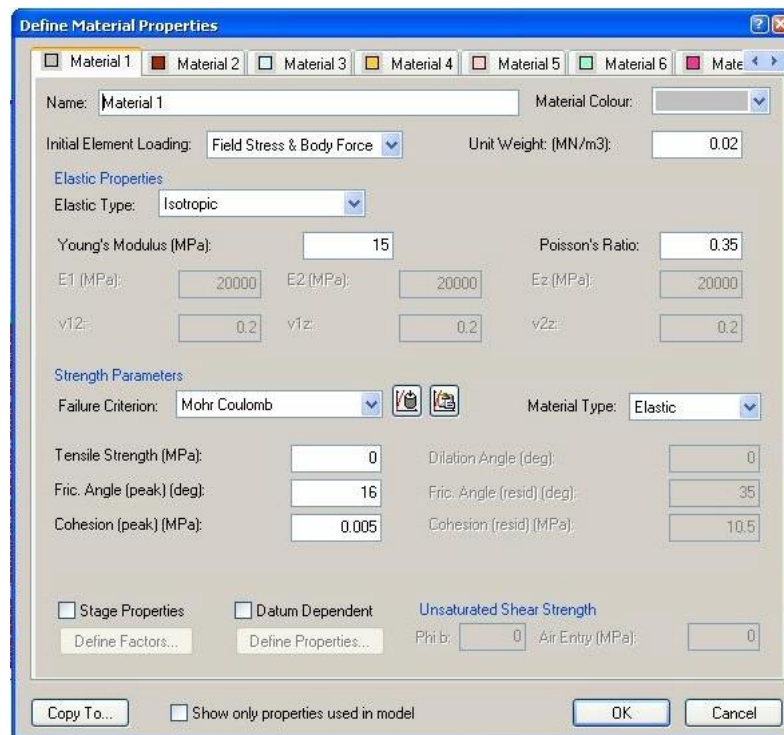 Define Material Properties
Material 1 Material 2 Material 3 Material 4 Material 5 Material 6 Mate
Name: Material 1 Material Colour:
Initial Element Loading: Field Stress & Body Force Unit Weight: (MN/m3): 0.02
Elastic Properties
Elastic Type: Isotropic
Young's Modulus (MPa): 15 Poisson's Ratio: 0.35
E1 (MPa): 20000 E2 (MPa): 20000 Ez (MPa): 20000
v12: 0.2 v1z: 0.2 v2z: 0.2
Strength Parameters
Failure Criterion: Mohr Coulomb Material Type: Elastic
Tensile Strength (MPa): 0 Dilation Angle (deg): 0
Fric. Angle (peak) (deg): 16 Fric. Angle (resid) (deg): 35
Cohesion (peak) (MPa): 0.005 Cohesion (resid) (MPa): 10.5
Stage Properties Datum Dependent Unsaturated Shear Strength
Define Factors... Define Properties... Phi b: 0 Air Entry (MPa): 0
Copy To... Show only properties used in model OK Cancel